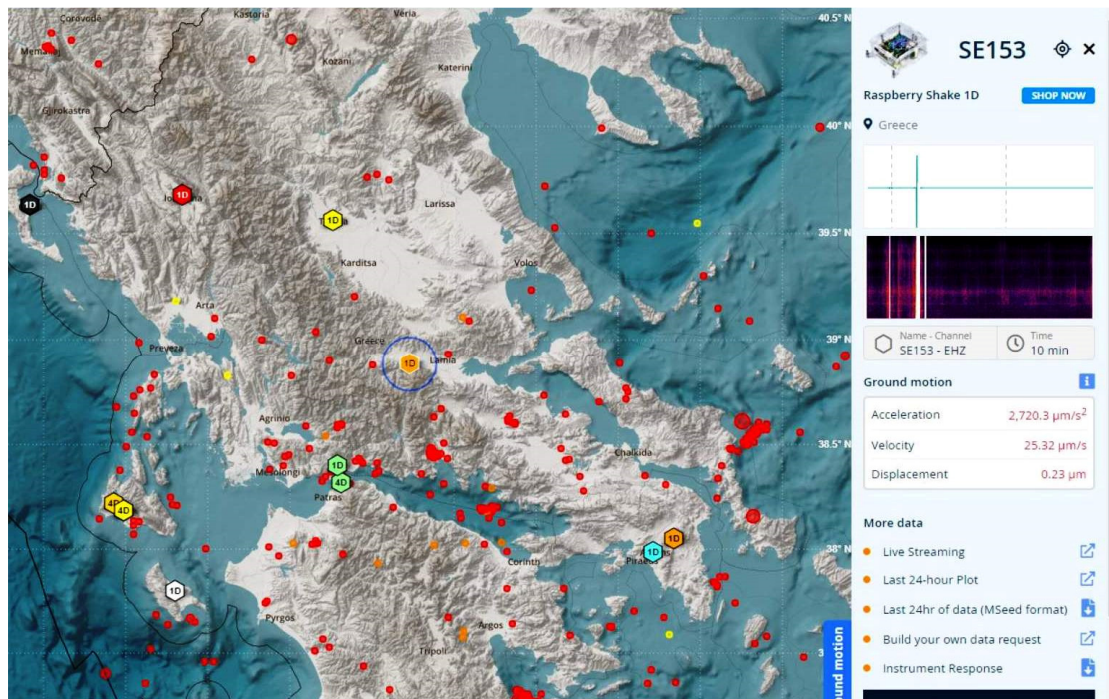 Kastoria
Veria
40.5° N
Kozani
Katerini
Gjirokastra
40° N
1D
1D
1D
Larissa
39.5° N
Karditsa
Volos
Arta
Preveza
39° N
Greece
Lamia
1D
Agrinio
38.5° N
Chalkida
1D
Mesolongi
4D
Patras
4D
4D
38° N
1D
1D
Piraeus
Corinth
1D
Pyrgos
Argos
Tripoli
und motion
SE153
Raspberry Shake 1D
SHOP NOW
Greece
Name - Channel
SE153 - EHZ
Time
10 min
Ground motion
Acceleration
2,720.3 µm/s²
Velocity
25.32 µm/s
Displacement
0.23 µm
More data
Live Streaming
Last 24-hour Plot
Last 24hr of data (MSeed format)
Build your own data request
Instrument Response